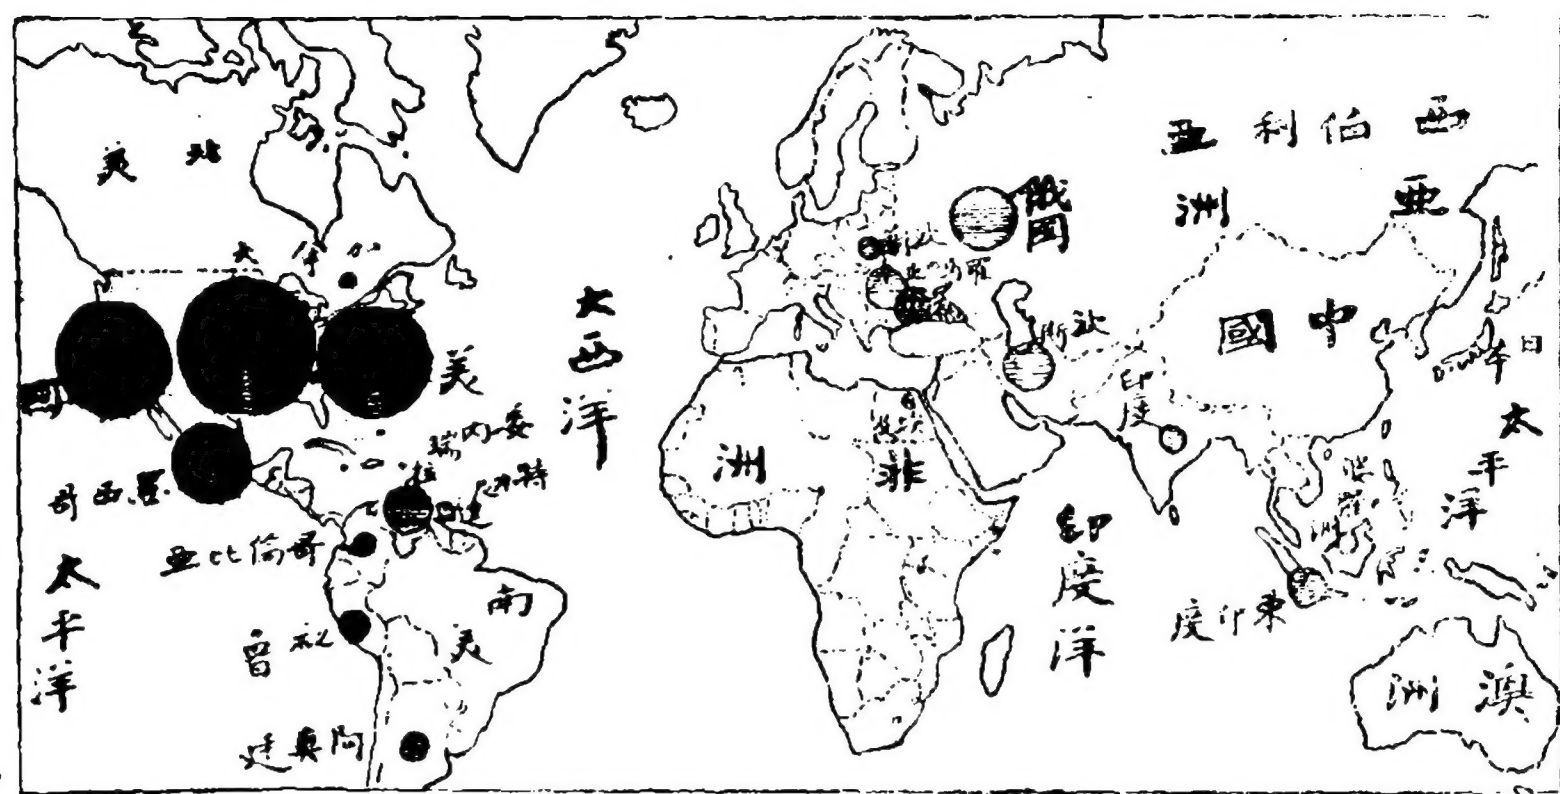 北美
西伯利亞
亞洲
俄国
加拿大
大西洋
中國
波斯
日本
美国
印度
太平洋
委內瑞拉
非洲
墨西哥
哥倫比亞
印度洋
太平洋
南美
東印度
秘魯
澳洲
阿真廷